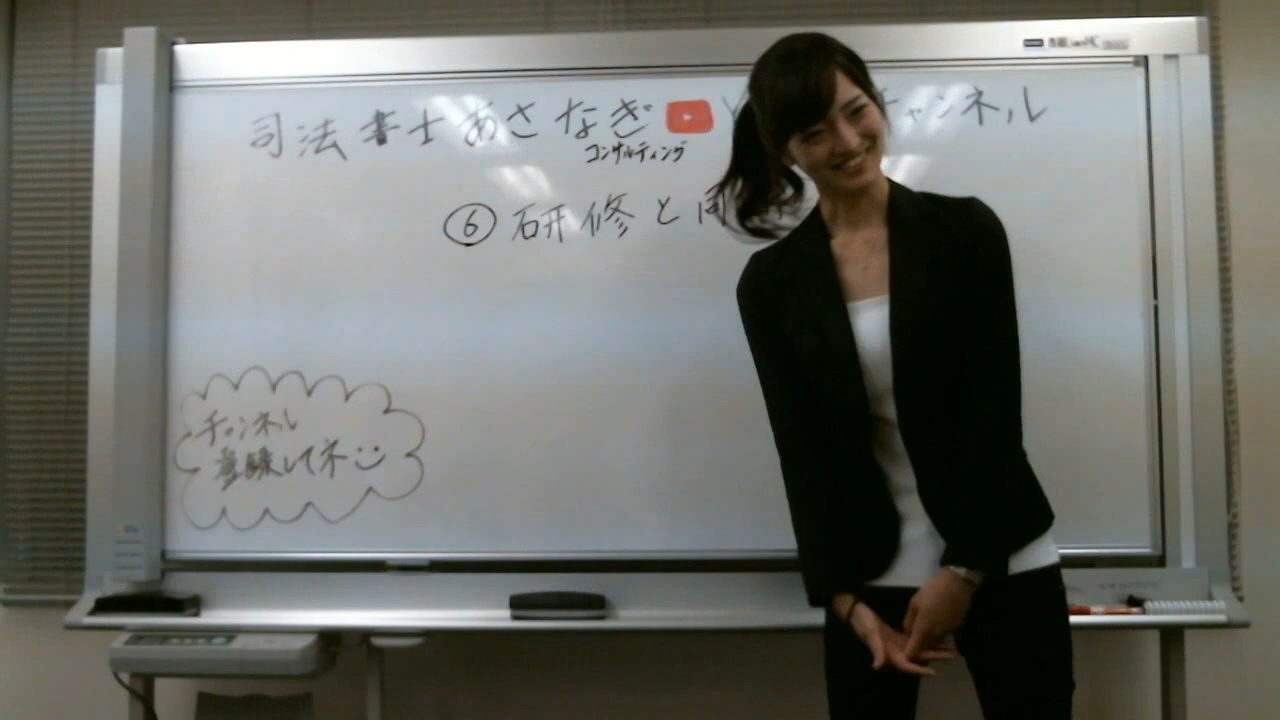 司法書士あさなぎ チャンネル
コンサルティング
⑥ 研修と同
チャンネル
登録してネ